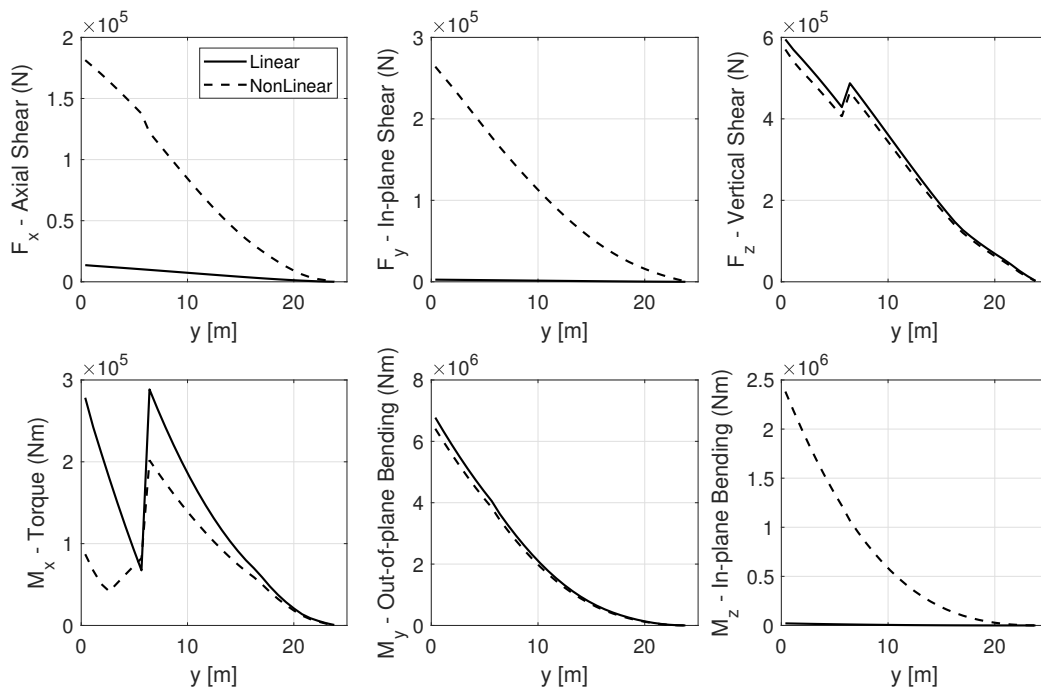 ×10^5
2
1.5
1
0.5
0
F_x - Axial Shear (N)
0 10 20
y [m]
Linear
NonLinear
×10^5
3
2
1
0
F_y - In-plane Shear (N)
0 10 20
y [m]
×10^5
6
4
2
0
F_z - Vertical Shear (N)
0 10 20
y [m]
×10^5
3
2
1
0
M_x - Torque (Nm)
0 10 20
y [m]
×10^6
8
6
4
2
0
M_y - Out-of-plane Bending (Nm)
0 10 20
y [m]
×10^6
2.5
2
1.5
1
0.5
0
M_z - In-plane Bending (Nm)
0 10 20
y [m]